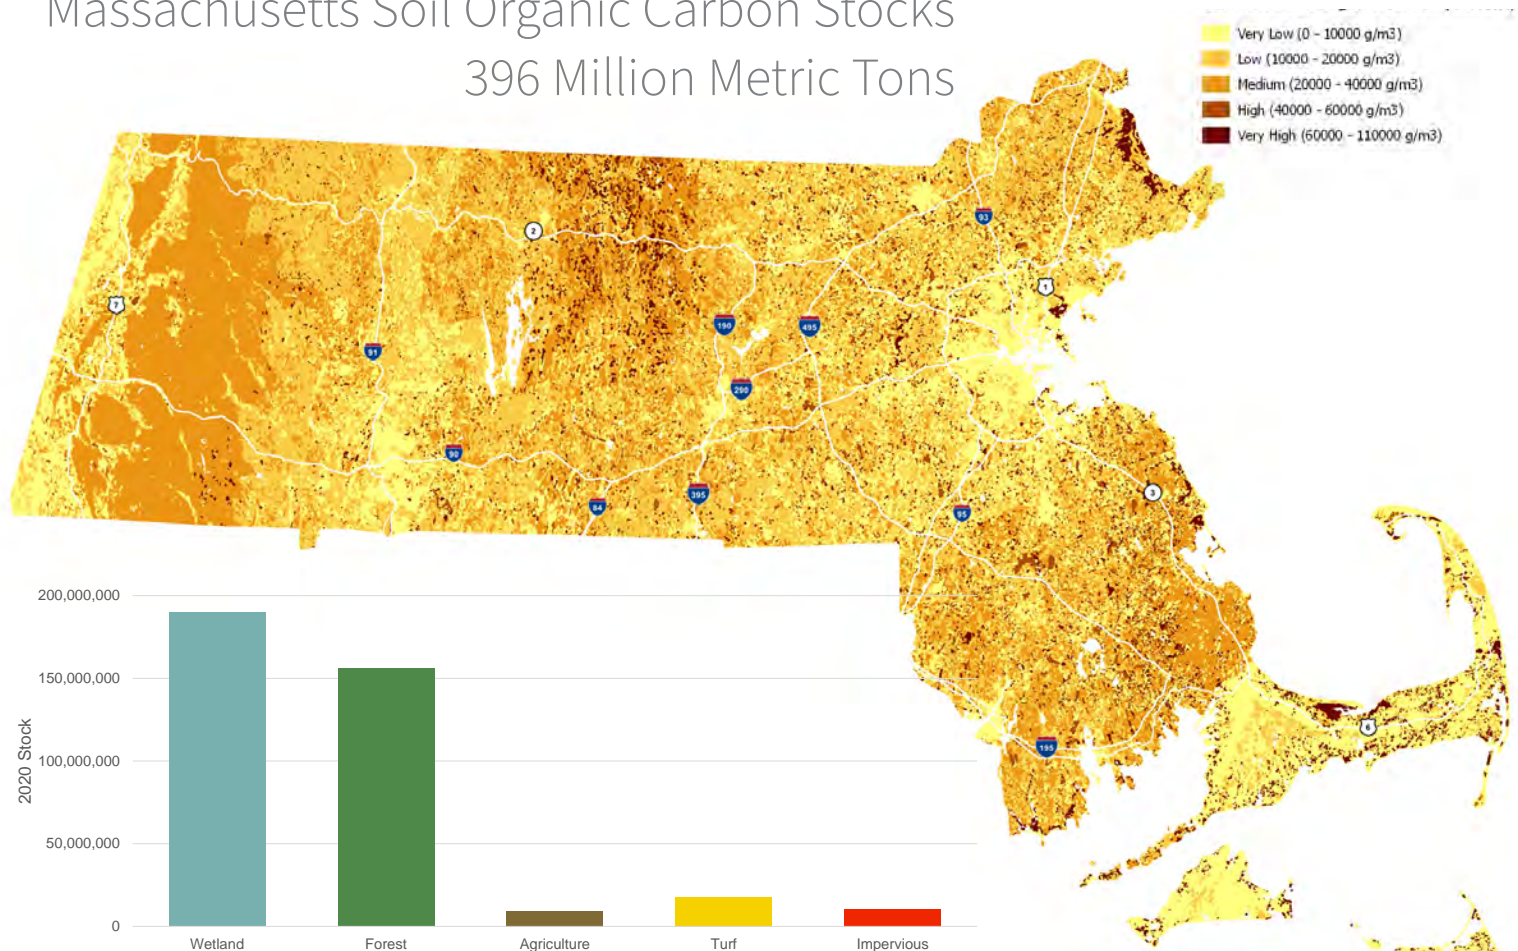 Massachusetts Soil Organic Carbon Stocks
396 Million Metric Tons
Very Low (0 - 10000 g/m3)
Low (10000 - 20000 g/m3)
Medium (20000 - 40000 g/m3)
High (40000 - 60000 g/m3)
Very High (60000 - 110000 g/m3)
93
2
1
7
190
495
91
290
90
395
3
84
95
200,000,000
150,000,000
6
195
2020 Stock
100,000,000
50,000,000
0
Wetland
Forest
Agriculture
Turf
Impervious